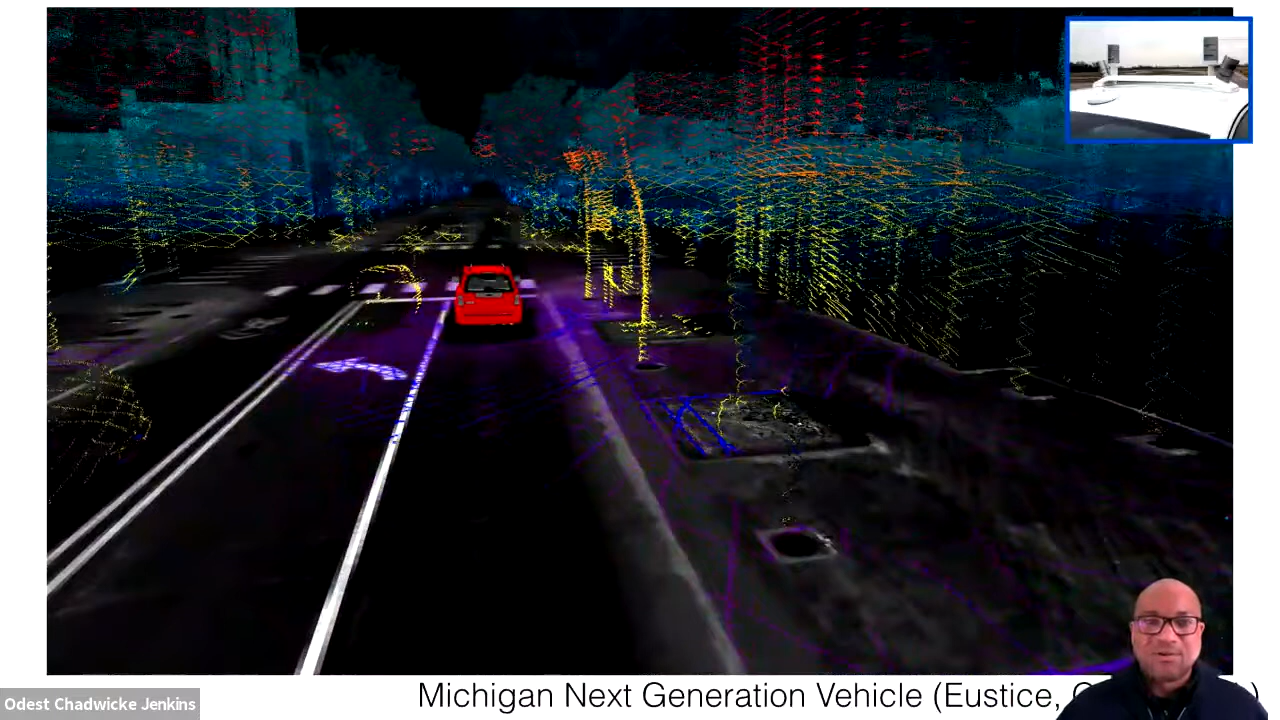 Odest Chadwicke Jenkins
Michigan Next Generation Vehicle (Eustice,